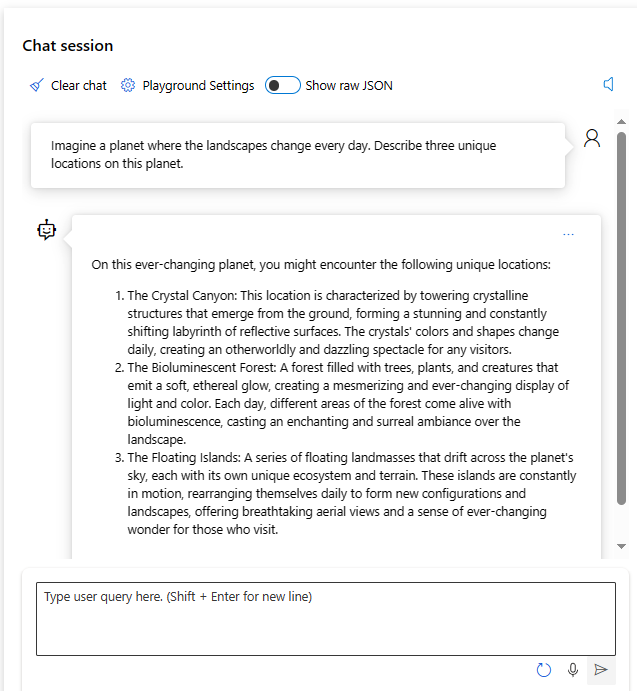 Chat session
Clear chat Playground Settings Show raw JSON
Imagine a planet where the landscapes change every day. Describe three unique
locations on this planet.
...
On this ever-changing planet, you might encounter the following unique locations:
1. The Crystal Canyon: This location is characterized by towering crystalline
structures that emerge from the ground, forming a stunning and constantly
shifting labyrinth of reflective surfaces. The crystals' colors and shapes change
daily, creating an otherworldly and dazzling spectacle for any visitors.
2. The Bioluminescent Forest: A forest filled with trees, plants, and creatures that
emit a soft, ethereal glow, creating a mesmerizing and ever-changing display of
light and color. Each day, different areas of the forest come alive with
bioluminescence, casting an enchanting and surreal ambiance over the
landscape.
3. The Floating Islands: A series of floating landmasses that drift across the planet's
sky, each with its own unique ecosystem and terrain. These islands are constantly
in motion, rearranging themselves daily to form new configurations and
landscapes, offering breathtaking aerial views and a sense of ever-changing
wonder for those who visit.
Type user query here. (Shift + Enter for new line)